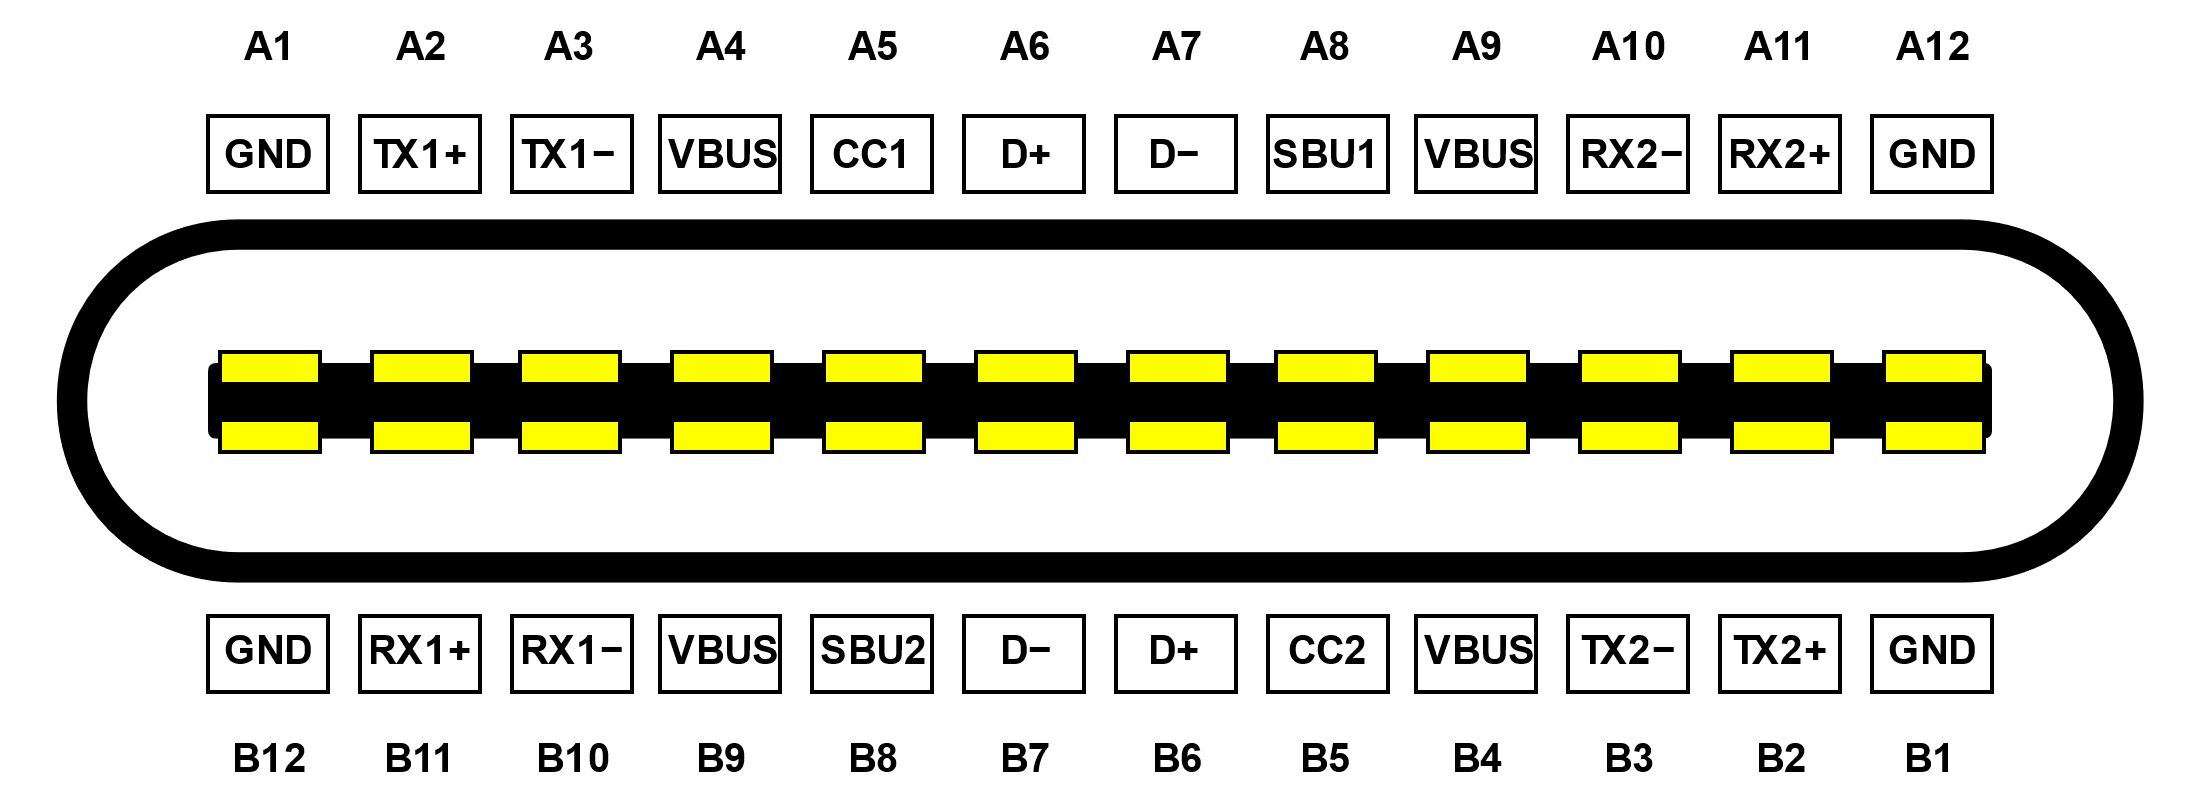 A1 A2 A3 A4 A5 A6 A7 A8 A9 A10 A11 A12
GND TX1+ TX1− VBUS CC1 D+ D− SBU1 VBUS RX2− RX2+ GND
GND RX1+ RX1− VBUS SBU2 D− D+ CC2 VBUS TX2− TX2+ GND
B12 B11 B10 B9 B8 B7 B6 B5 B4 B3 B2 B1